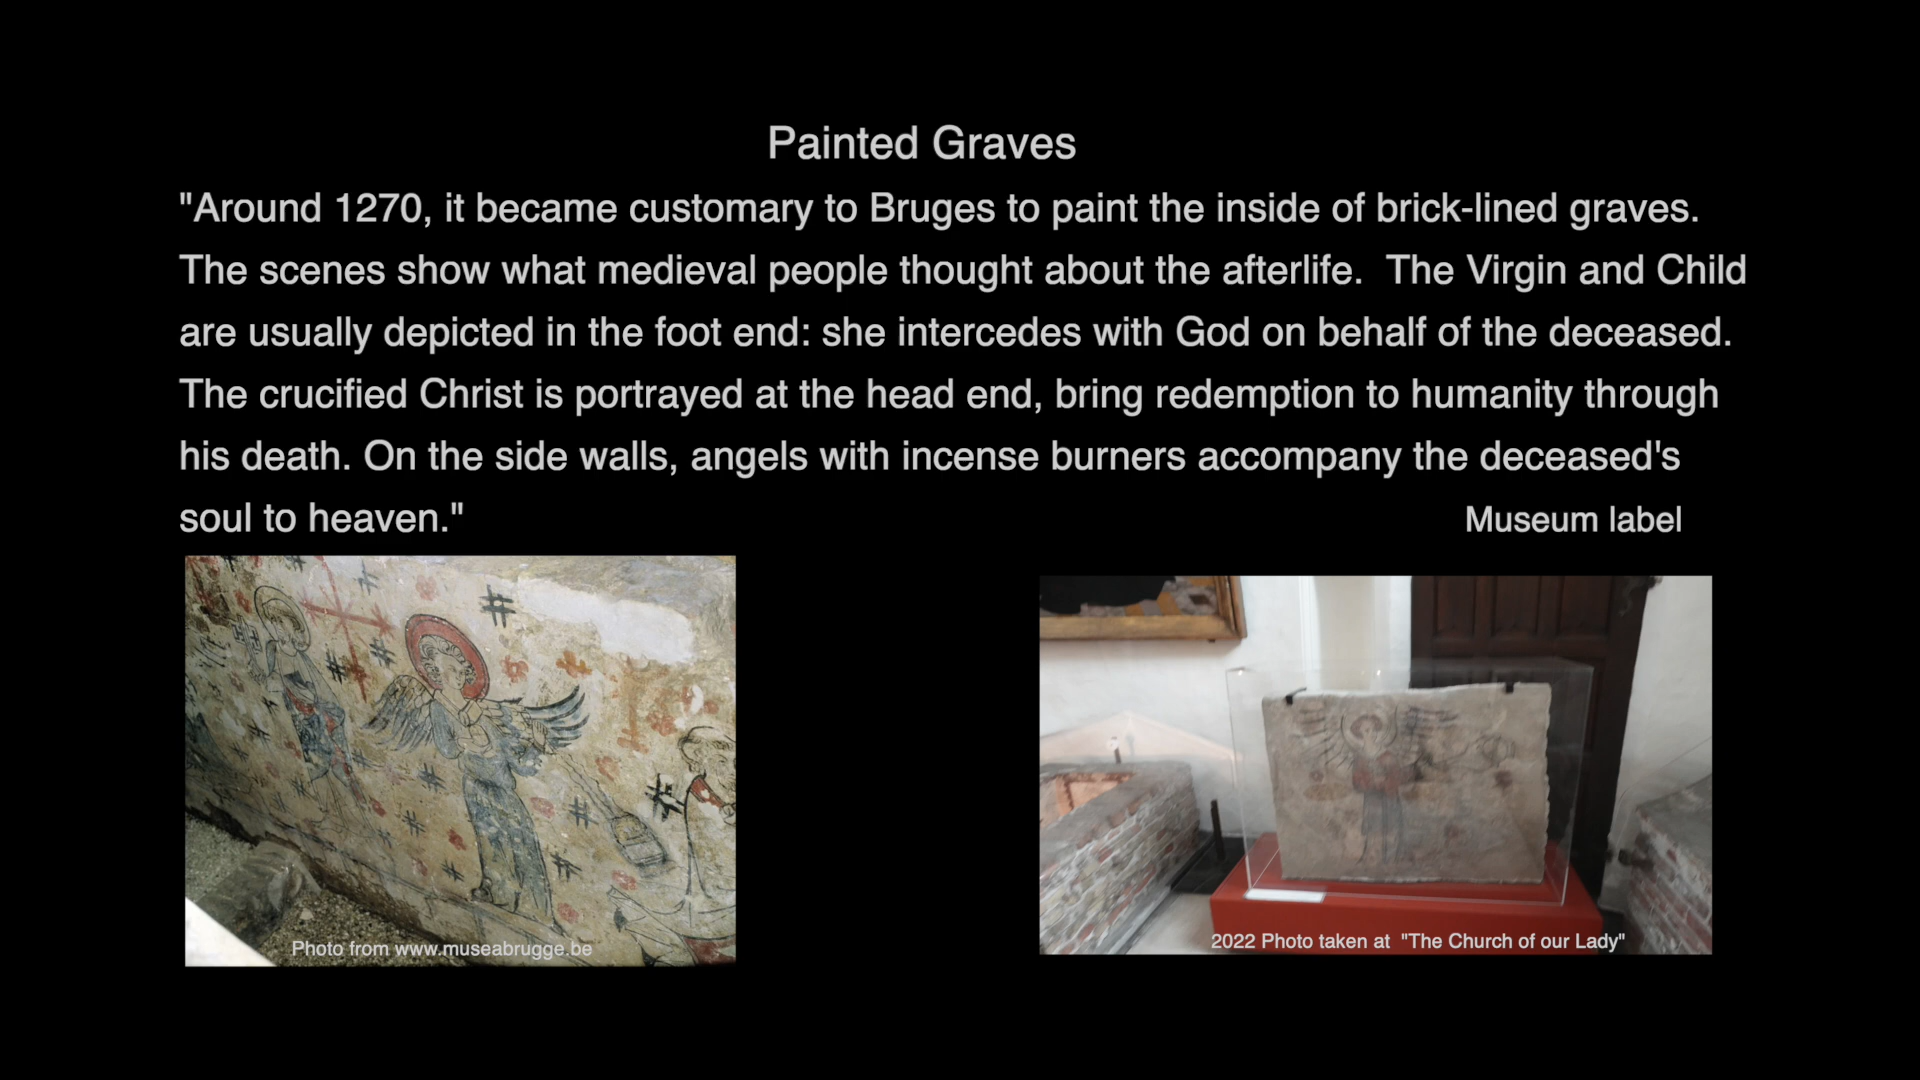 Painted Graves
"Around 1270, it became customary to Bruges to paint the inside of brick-lined graves.
The scenes show what medieval people thought about the afterlife.  The Virgin and Child
are usually depicted in the foot end: she intercedes with God on behalf of the deceased.
The crucified Christ is portrayed at the head end, bring redemption to humanity through
his death. On the side walls, angels with incense burners accompany the deceased's
soul to heaven."
Museum label
Photo from www.museabrugge.be
2022 Photo taken at  "The Church of our Lady"